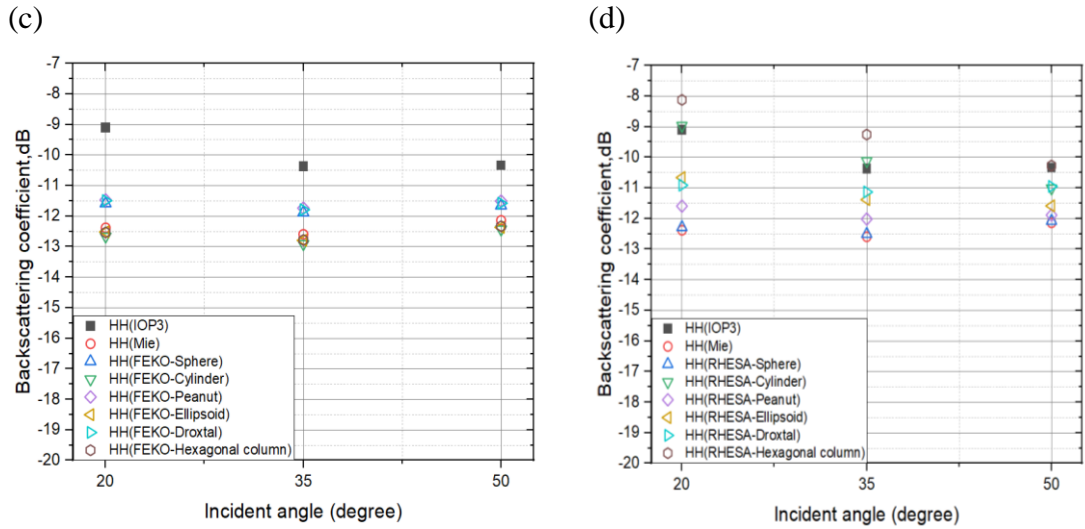 (c)
(d)
Backscattering coefficient,dB
-7
-8
-9
-10
-11
-12
-13
-14
-15
-16
-17
-18
-19
-20
HH(IOP3)
HH(Mie)
HH(FEKO-Sphere)
HH(FEKO-Cylinder)
HH(FEKO-Peanut)
HH(FEKO-Ellipsoid)
HH(FEKO-Droxtal)
HH(FEKO-Hexagonal column)
20
35
50
Incident angle (degree)
Backscattering coefficient,dB
-7
-8
-9
-10
-11
-12
-13
-14
-15
-16
-17
-18
-19
-20
HH(IOP3)
HH(Mie)
HH(RHESA-Sphere)
HH(RHESA-Cylinder)
HH(RHESA-Peanut)
HH(RHESA-Ellipsoid)
HH(RHESA-Droxtal)
HH(RHESA-Hexagonal column)
20
35
50
Incident angle (degree)